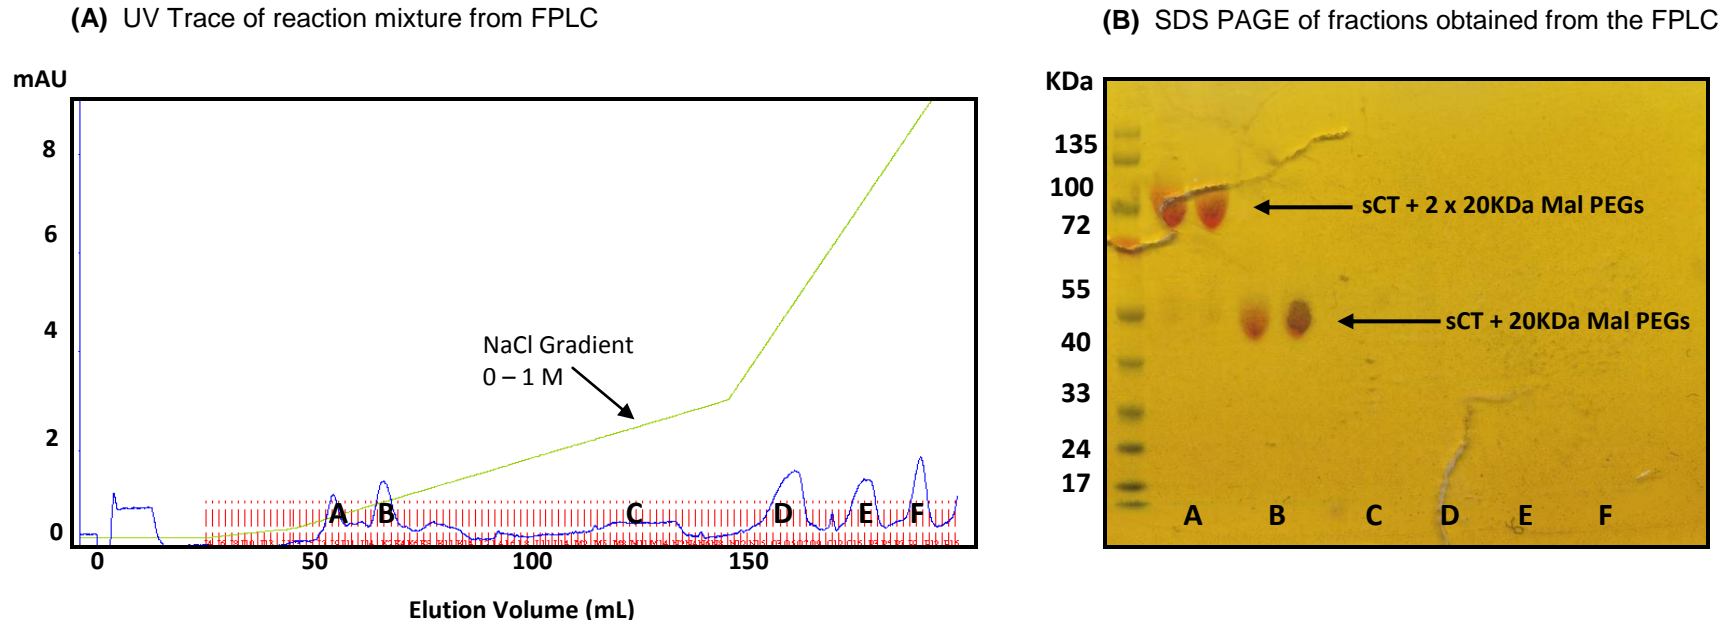 (A) UV Trace of reaction mixture from FPLC
mAU
8
6
4
2
0
NaCl Gradient
0 – 1 M
A
B
C
D
E
F
0
50
100
150
Elution Volume (mL)
(B) SDS PAGE of fractions obtained from the FPLC
KDa
135
100
72
55
40
33
24
17
sCT + 2 x 20KDa Mal PEGs
sCT + 20KDa Mal PEGs
A
B
C
D
E
F